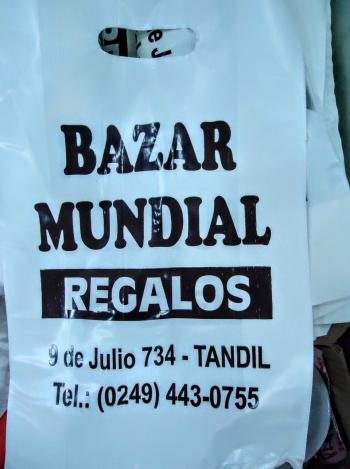 BAZAR
MUNDIAL
REGALOS
9 de Julio 734 - TANDIL
Tel.: (0249) 443-0755